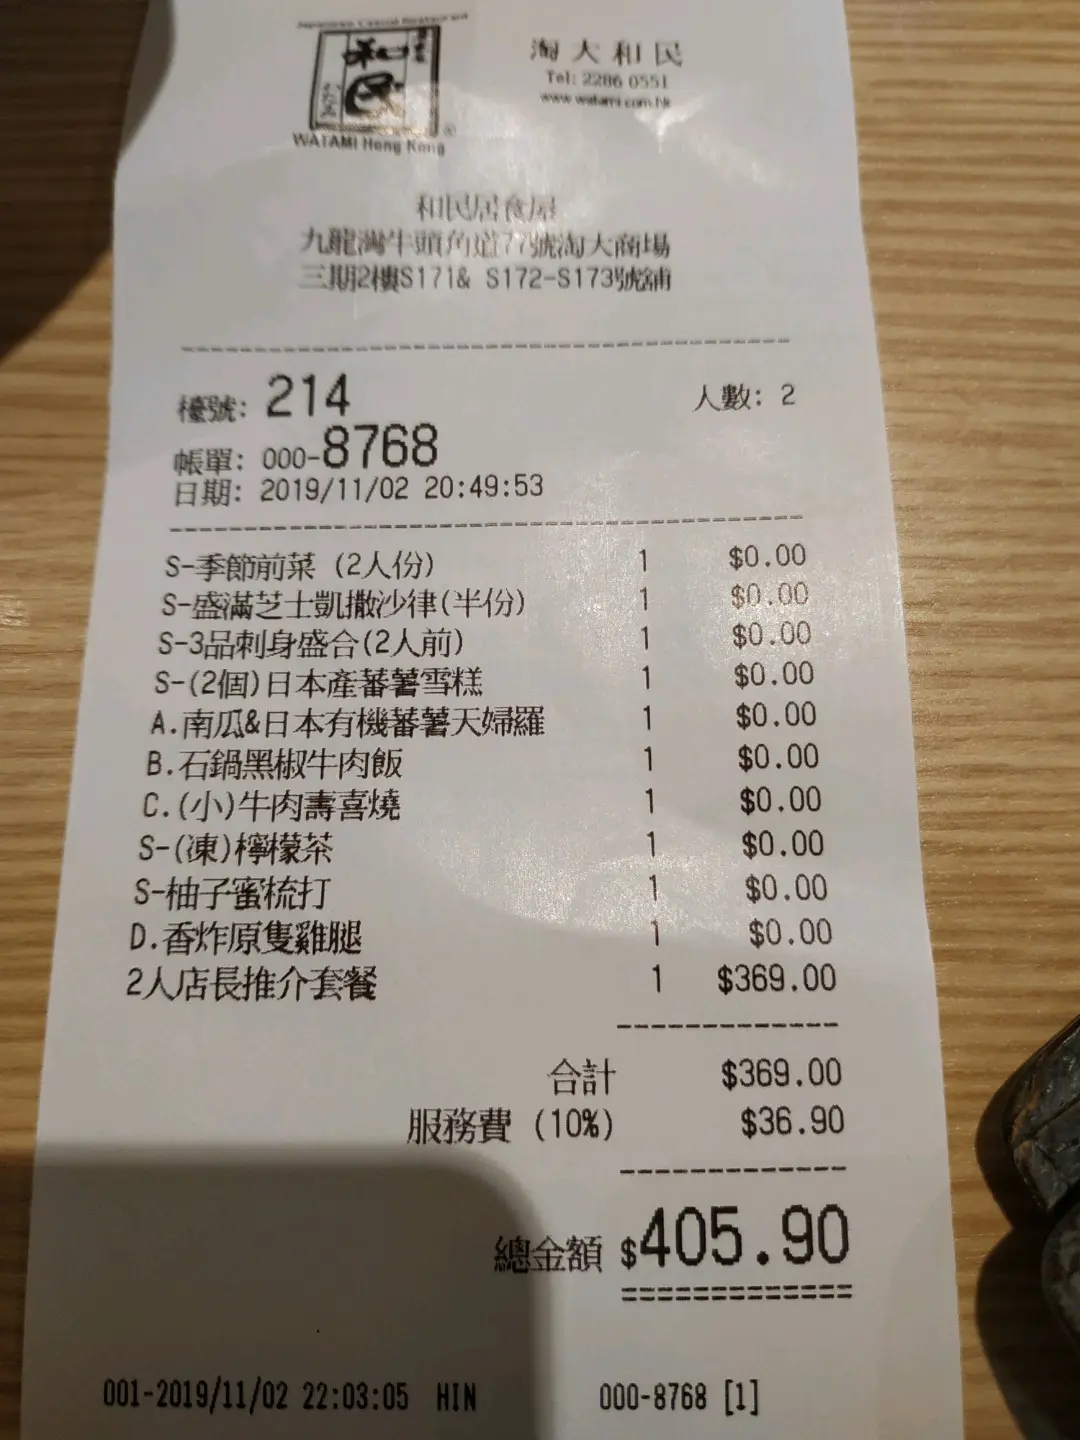 Japanese Casual Restaurant
和民
WATAMI Hong Kong
淘大和民
Tel: 2286 0551
www.watami.com.hk
和民居食屋
九龍灣牛頭角道77號淘大商場
三期2樓S171& S172-S173號舖
檯號: 214
人數: 2
帳單: 000-8768
日期: 2019/11/02 20:49:53
S-季節前菜 (2人份) 1 $0.00
S-盛滿芝士凱撒沙律(半份) 1 $0.00
S-3品刺身盛合(2人前) 1 $0.00
S-(2個)日本產蕃薯雪糕 1 $0.00
A.南瓜&日本有機蕃薯天婦羅 1 $0.00
B.石鍋黑椒牛肉飯 1 $0.00
C.(小)牛肉壽喜燒 1 $0.00
S-(凍)檸檬茶 1 $0.00
S-柚子蜜梳打 1 $0.00
D.香炸原隻雞腿 1 $0.00
2人店長推介套餐 1 $369.00
合計 $369.00
服務費 (10%) $36.90
總金額 $405.90
001-2019/11/02 22:03:05 HIN 000-8768 [1]